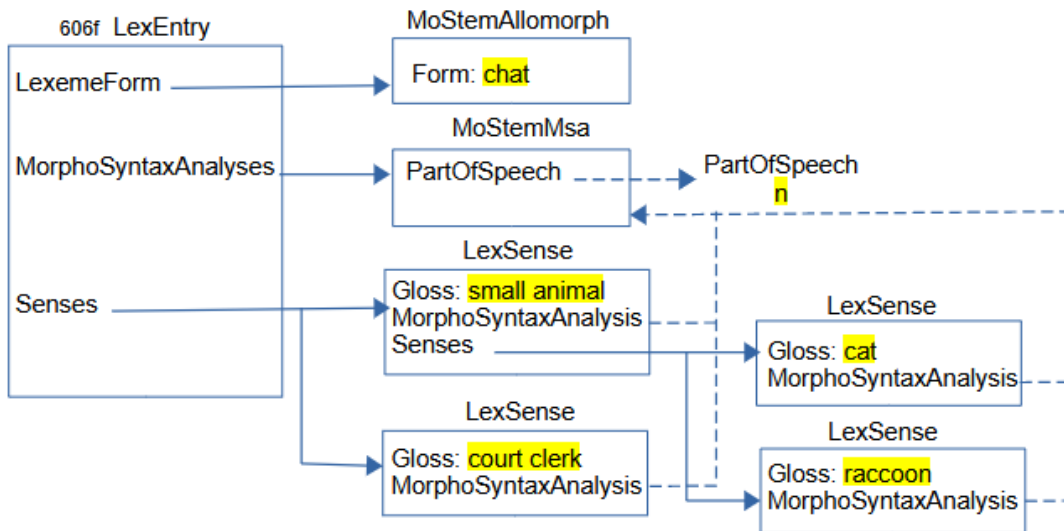 606f LexEntry
LexemeForm
MorphoSyntaxAnalyses
Senses
MoStemAllomorph
Form: chat
MoStemMsa
PartOfSpeech
PartOfSpeech
n
LexSense
Gloss: small animal
MorphoSyntaxAnalysis
Senses
LexSense
Gloss: court clerk
MorphoSyntaxAnalysis
LexSense
Gloss: cat
MorphoSyntaxAnalysis
LexSense
Gloss: raccoon
MorphoSyntaxAnalysis